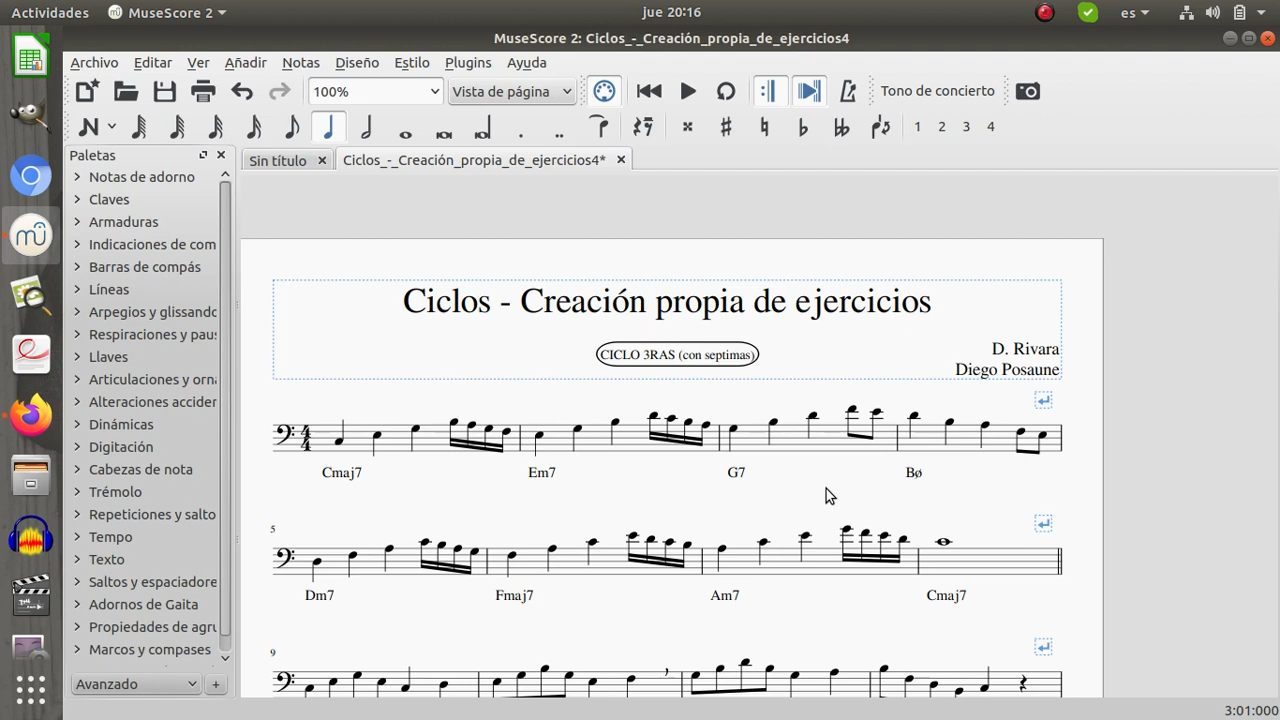 Actividades MuseScore 2 jue 20:16 es
MuseScore 2: Ciclos_-_Creación_propia_de_ejercicios4
Archivo Editar Ver Añadir Notas Diseño Estilo Plugins Ayuda
100% Vista de página Tono de concierto
1 2 3 4
Paletas
Sin título Ciclos_-_Creación_propia_de_ejercicios4*
Notas de adorno
Claves
Armaduras
Indicaciones de com
Barras de compás
Líneas
Arpegios y glissando
Respiraciones y pau
Llaves
Articulaciones y orn
Alteraciones accider
Dinámicas
Digitación
Cabezas de nota
Trémolo
Repeticiones y salto
Tempo
Texto
Saltos y espaciadore
Adornos de Gaita
Propiedades de agru
Marcos y compases
Avanzado +
Ciclos - Creación propia de ejercicios
CICLO 3RAS (con septimas)
D. Rivara
Diego Posaune
4
4
Cmaj7 Em7 G7 Bø
5
Dm7 Fmaj7 Am7 Cmaj7
9
3:01:000